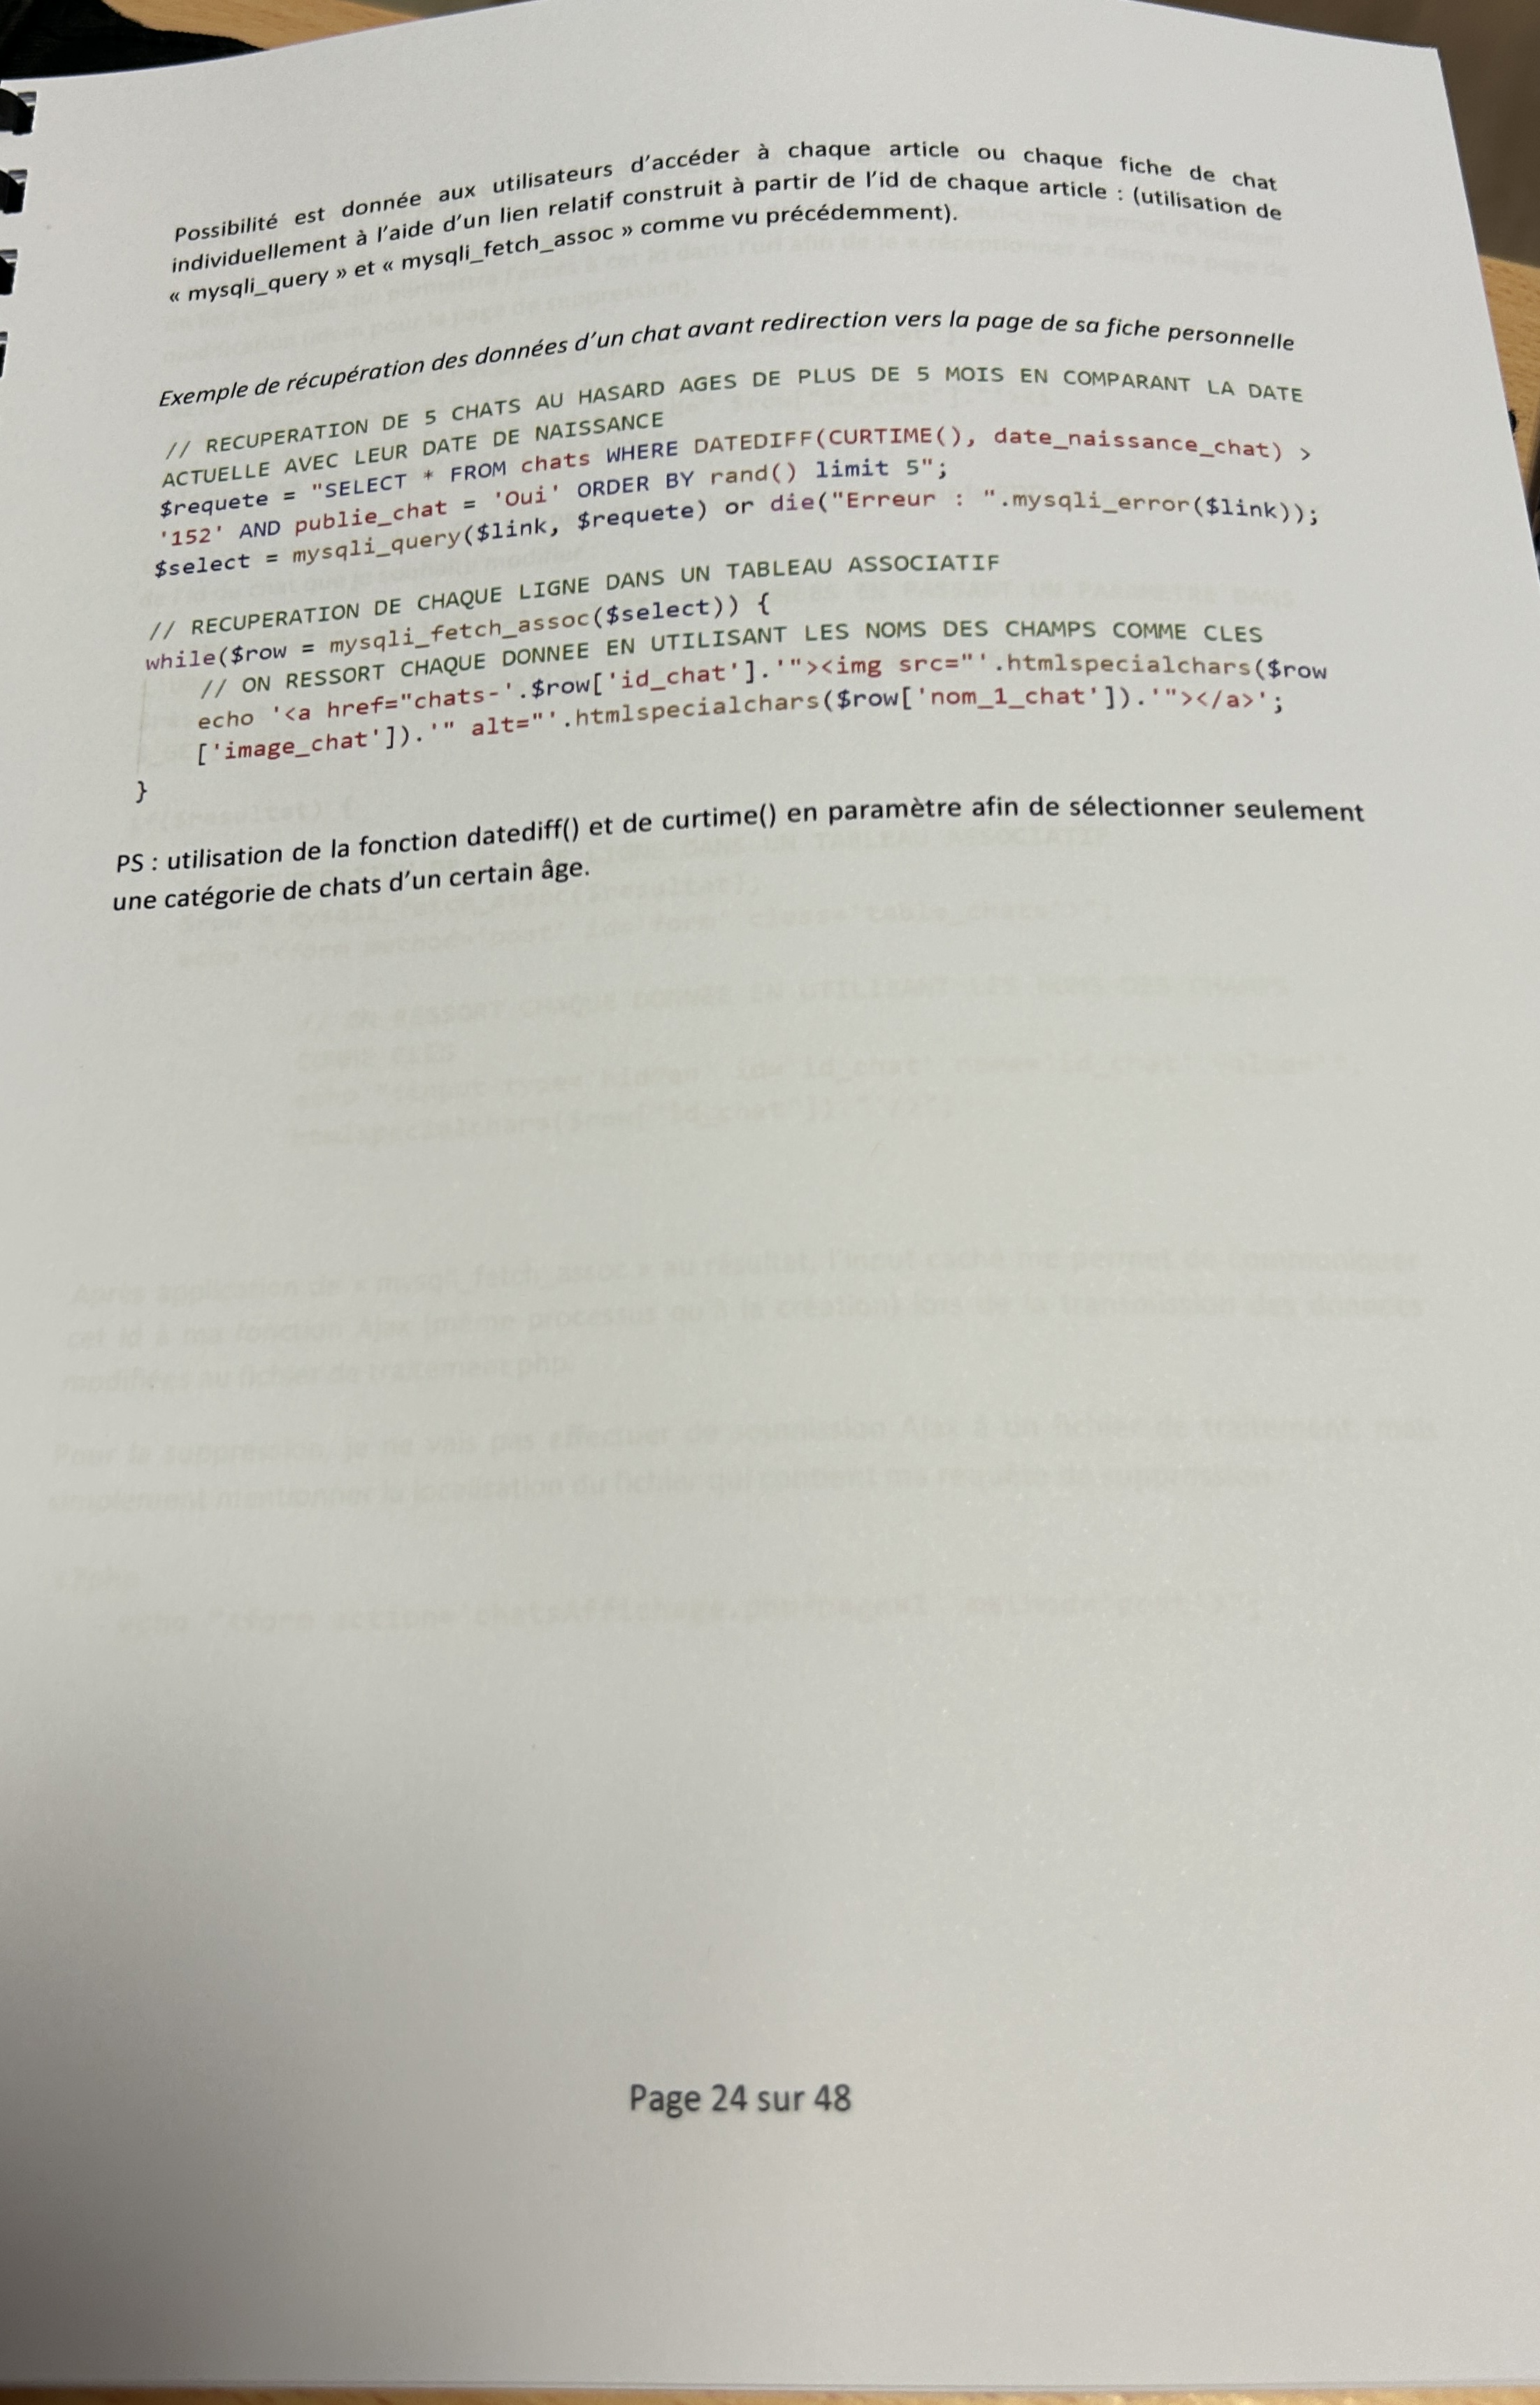 Possibilité est donnée aux utilisateurs d'accéder à chaque article ou chaque fiche de chat
individuellement à l'aide d'un lien relatif construit à partir de l'id de chaque article : (utilisation de
« mysqli_query » et « mysqli_fetch_assoc » comme vu précédemment).
Exemple de récupération des données d'un chat avant redirection vers la page de sa fiche personnelle
// RECUPERATION DE 5 CHATS AU HASARD AGES DE PLUS DE 5 MOIS EN COMPARANT LA DATE
ACTUELLE AVEC LEUR DATE DE NAISSANCE
$requete = "SELECT * FROM chats WHERE DATEDIFF(CURTIME(), date_naissance_chat) >
'152' AND publie_chat = 'Oui' ORDER BY rand() limit 5";
$select = mysqli_query($link, $requete) or die("Erreur : ".mysqli_error($link));
// RECUPERATION DE CHAQUE LIGNE DANS UN TABLEAU ASSOCIATIF
while($row = mysqli_fetch_assoc($select)) {
// ON RESSORT CHAQUE DONNEE EN UTILISANT LES NOMS DES CHAMPS COMME CLES
echo '<a href="chats-'.$row['id_chat'].'"><img src="'.htmlspecialchars($row
['image_chat']).'" alt="'.htmlspecialchars($row['nom_1_chat']).'"></a>';
}
PS : utilisation de la fonction datediff() et de curtime() en paramètre afin de sélectionner seulement
une catégorie de chats d'un certain âge.
Page 24 sur 48